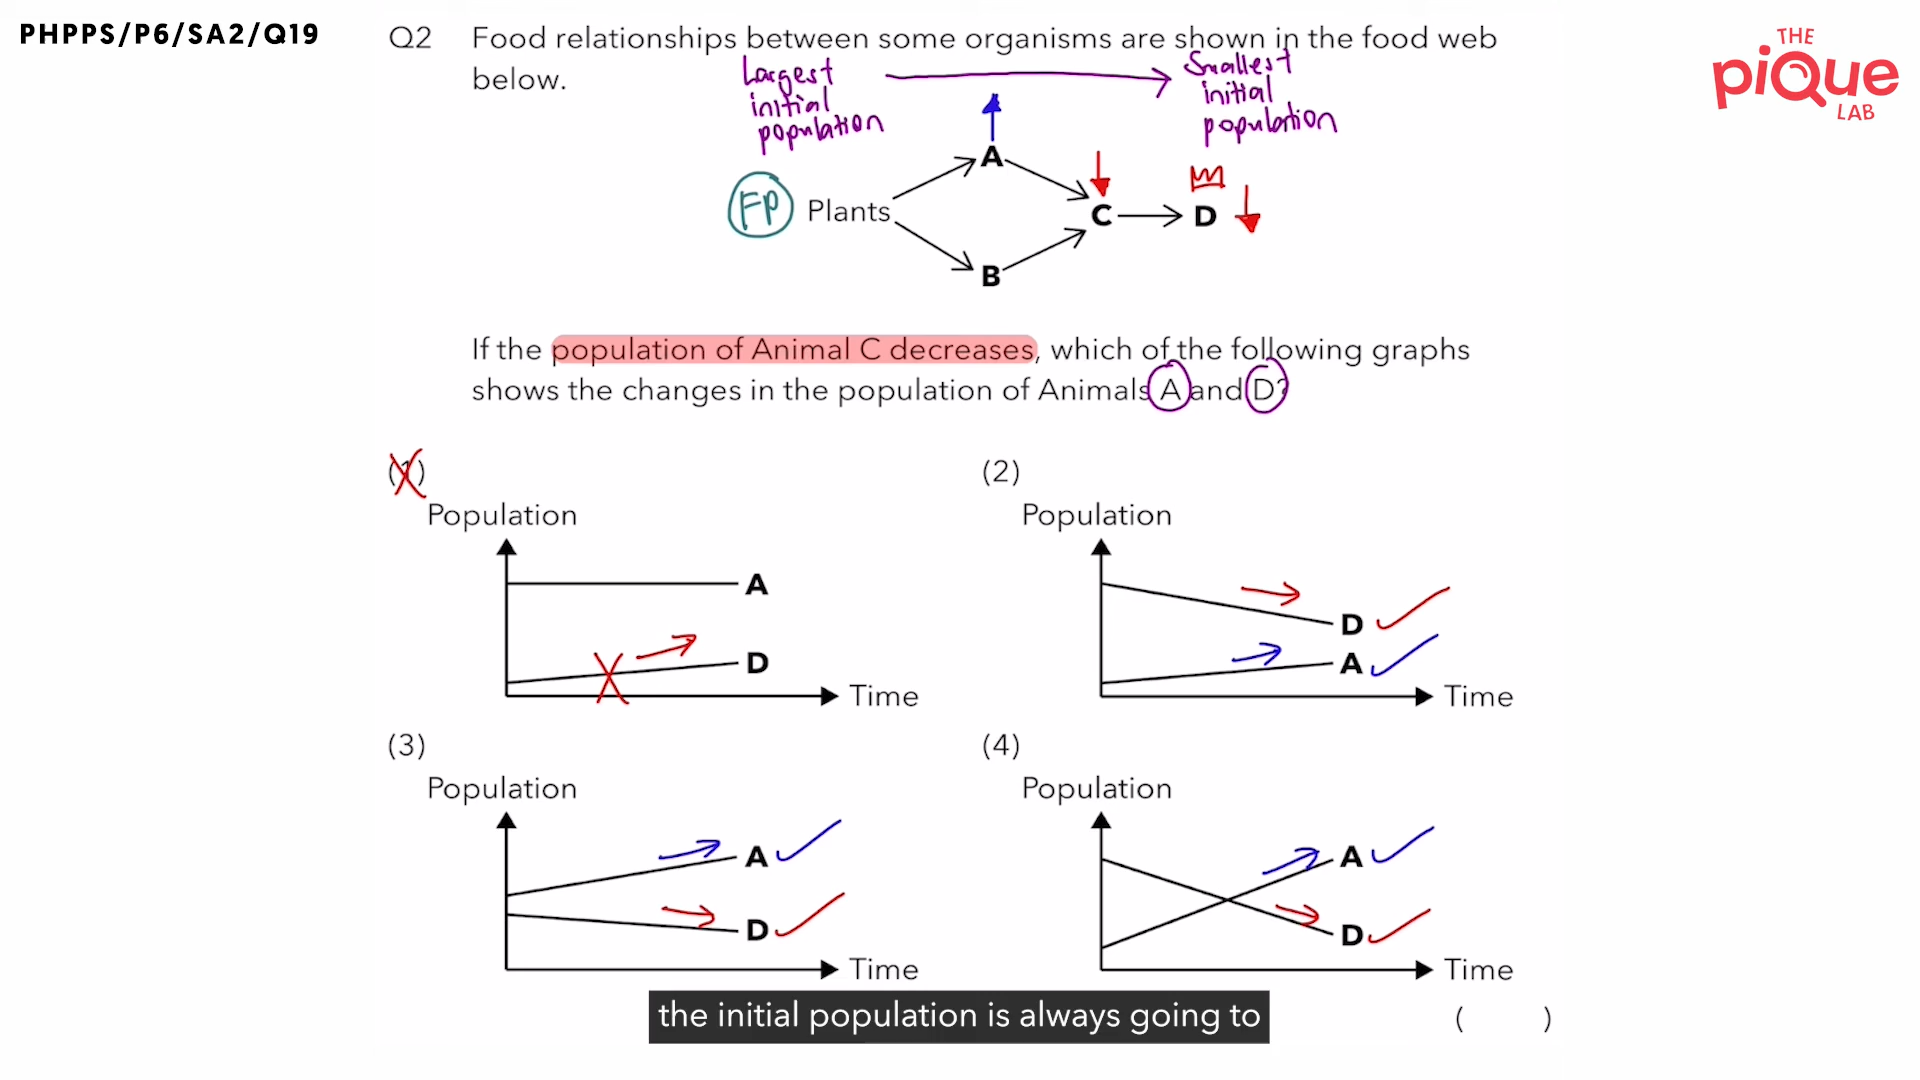 PHPPS/P6/SA2/Q19
THE
piQue
LAB
Q2 Food relationships between some organisms are shown in the food web
below.
Largest
initial
population
Smallest
initial
population
A
FP
Plants
C
D
B
If the population of Animal C decreases, which of the following graphs
shows the changes in the population of Animals A and D?
(1)
Population
A
D
Time
(2)
Population
D
A
Time
(3)
Population
A
D
Time
(4)
Population
A
D
Time
the initial population is always going to
( )